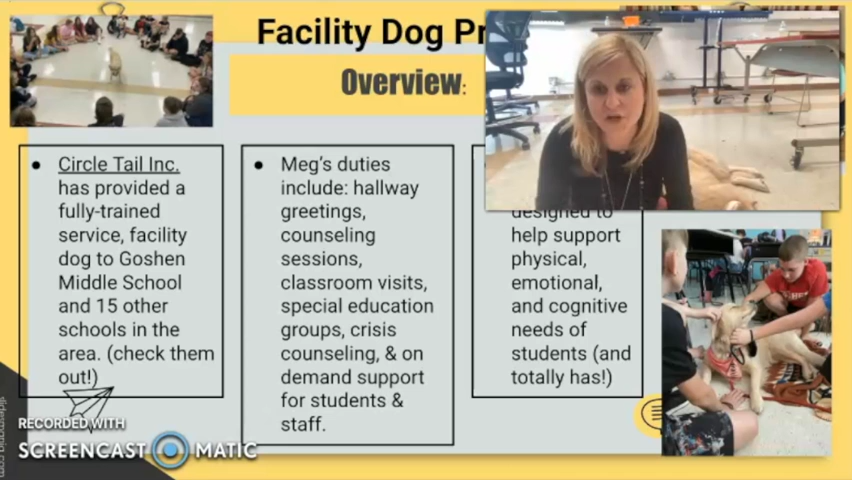 Facility Dog Pr
Overview:
Circle Tail Inc.
has provided a
fully-trained
service, facility
dog to Goshen
Middle School
and 15 other
schools in the
area. (check them
out!)
Meg's duties
include: hallway
greetings,
counseling
sessions,
classroom visits,
special education
groups, crisis
counseling, & on
demand support
for students &
staff.
designed to
help support
physical,
emotional,
and cognitive
needs of
students (and
totally has!)
RECORDED WITH
SCREENCAST MATIC
slidesmania.com